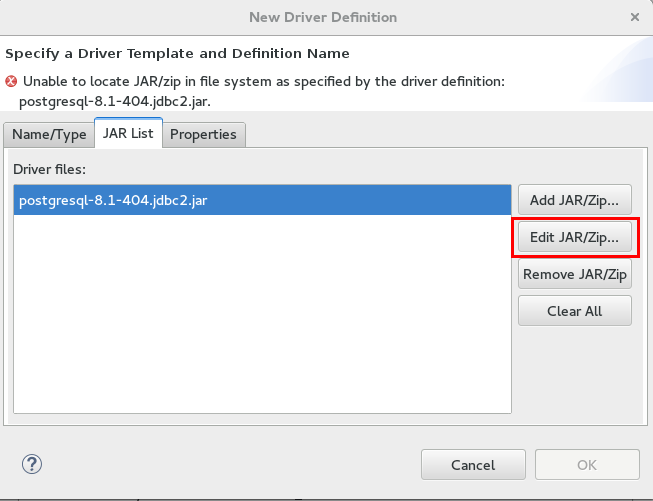 New Driver Definition
×
Specify a Driver Template and Definition Name
Unable to locate JAR/zip in file system as specified by the driver definition:
postgresql-8.1-404.jdbc2.jar.
Name/Type JAR List Properties
Driver files:
postgresql-8.1-404.jdbc2.jar
Add JAR/Zip...
Edit JAR/Zip...
Remove JAR/Zip
Clear All
?
Cancel
OK